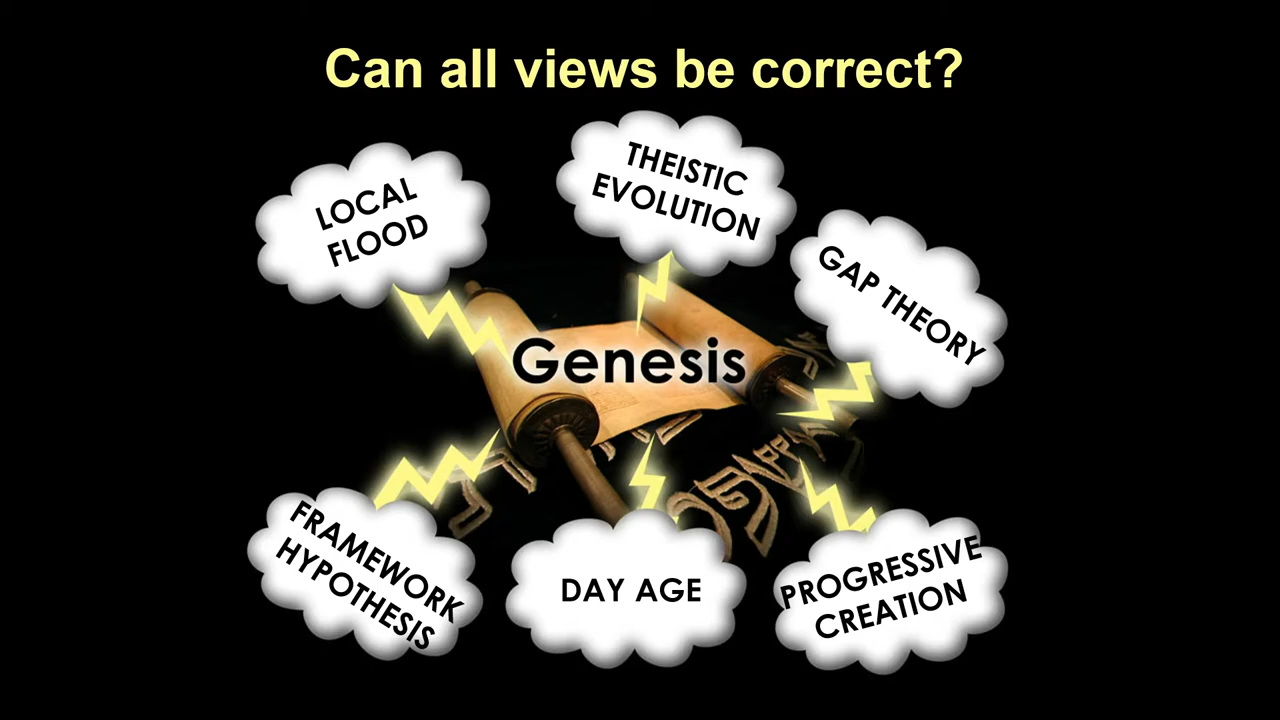 Can all views be correct?
LOCAL
FLOOD
THEISTIC
EVOLUTION
GAP THEORY
Genesis
FRAMEWORK
HYPOTHESIS
DAY AGE
PROGRESSIVE
CREATION